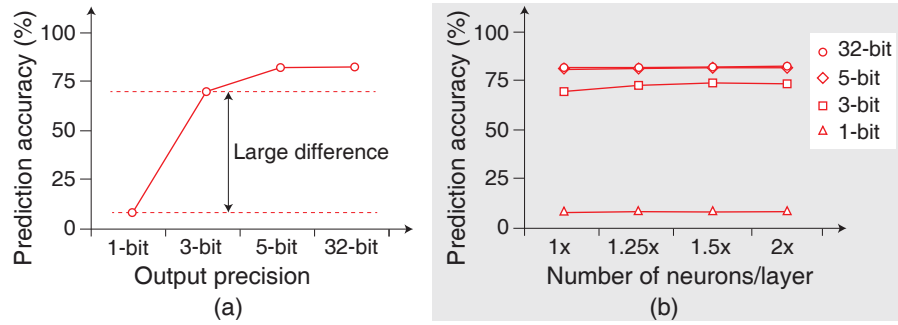 Prediction accuracy (%)
100
75
50
25
0
Large difference
1-bit 3-bit 5-bit 32-bit
Output precision
(a)
Prediction accuracy (%)
100
75
50
25
0
32-bit
5-bit
3-bit
1-bit
1x 1.25x 1.5x 2x
Number of neurons/layer
(b)